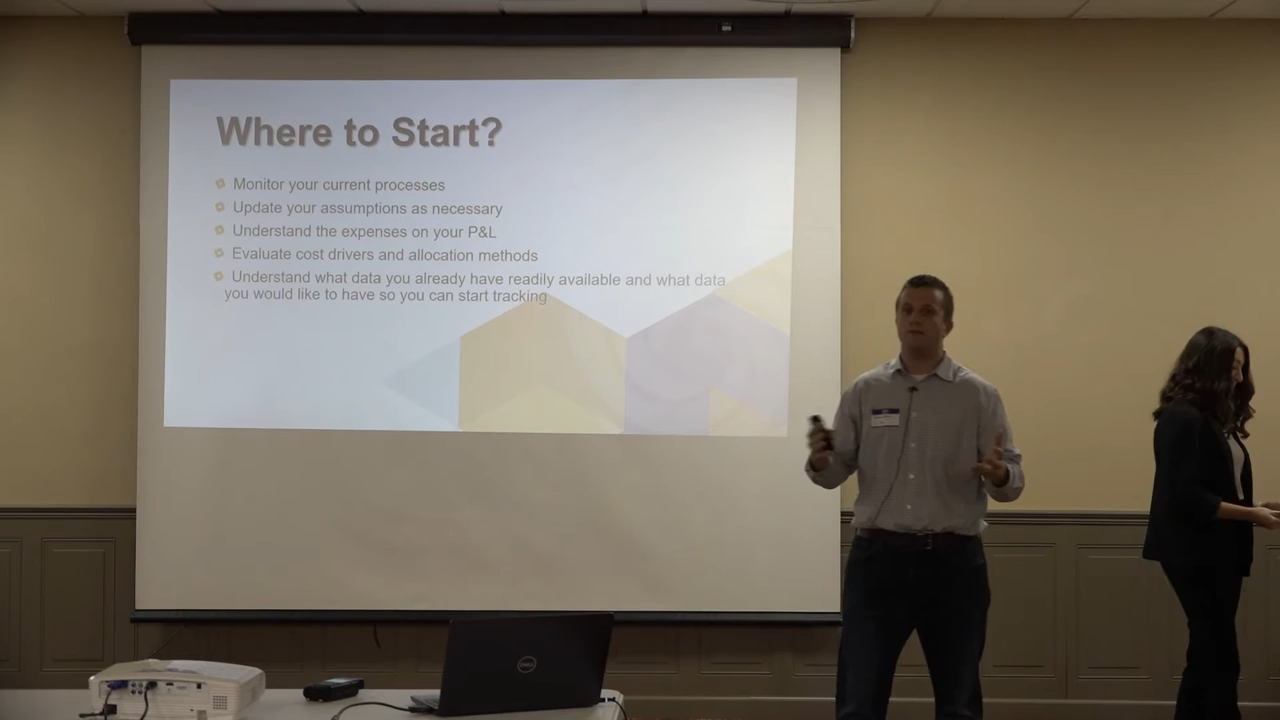 Where to Start?
Monitor your current processes
Update your assumptions as necessary
Understand the expenses on your P&L
Evaluate cost drivers and allocation methods
Understand what data you already have readily available and what data
you would like to have so you can start tracking
DELL